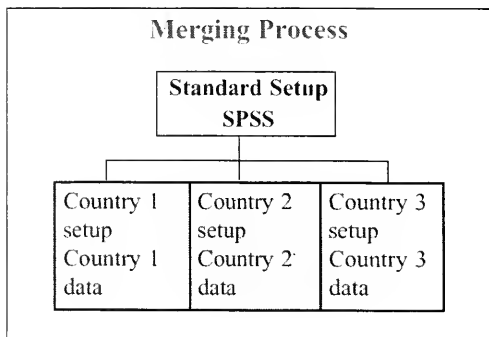 Merging Process
Standard Setup
SPSS
Country 1
setup
Country 1
data
Country 2
setup
Country 2
data
Country 3
setup
Country 3
data